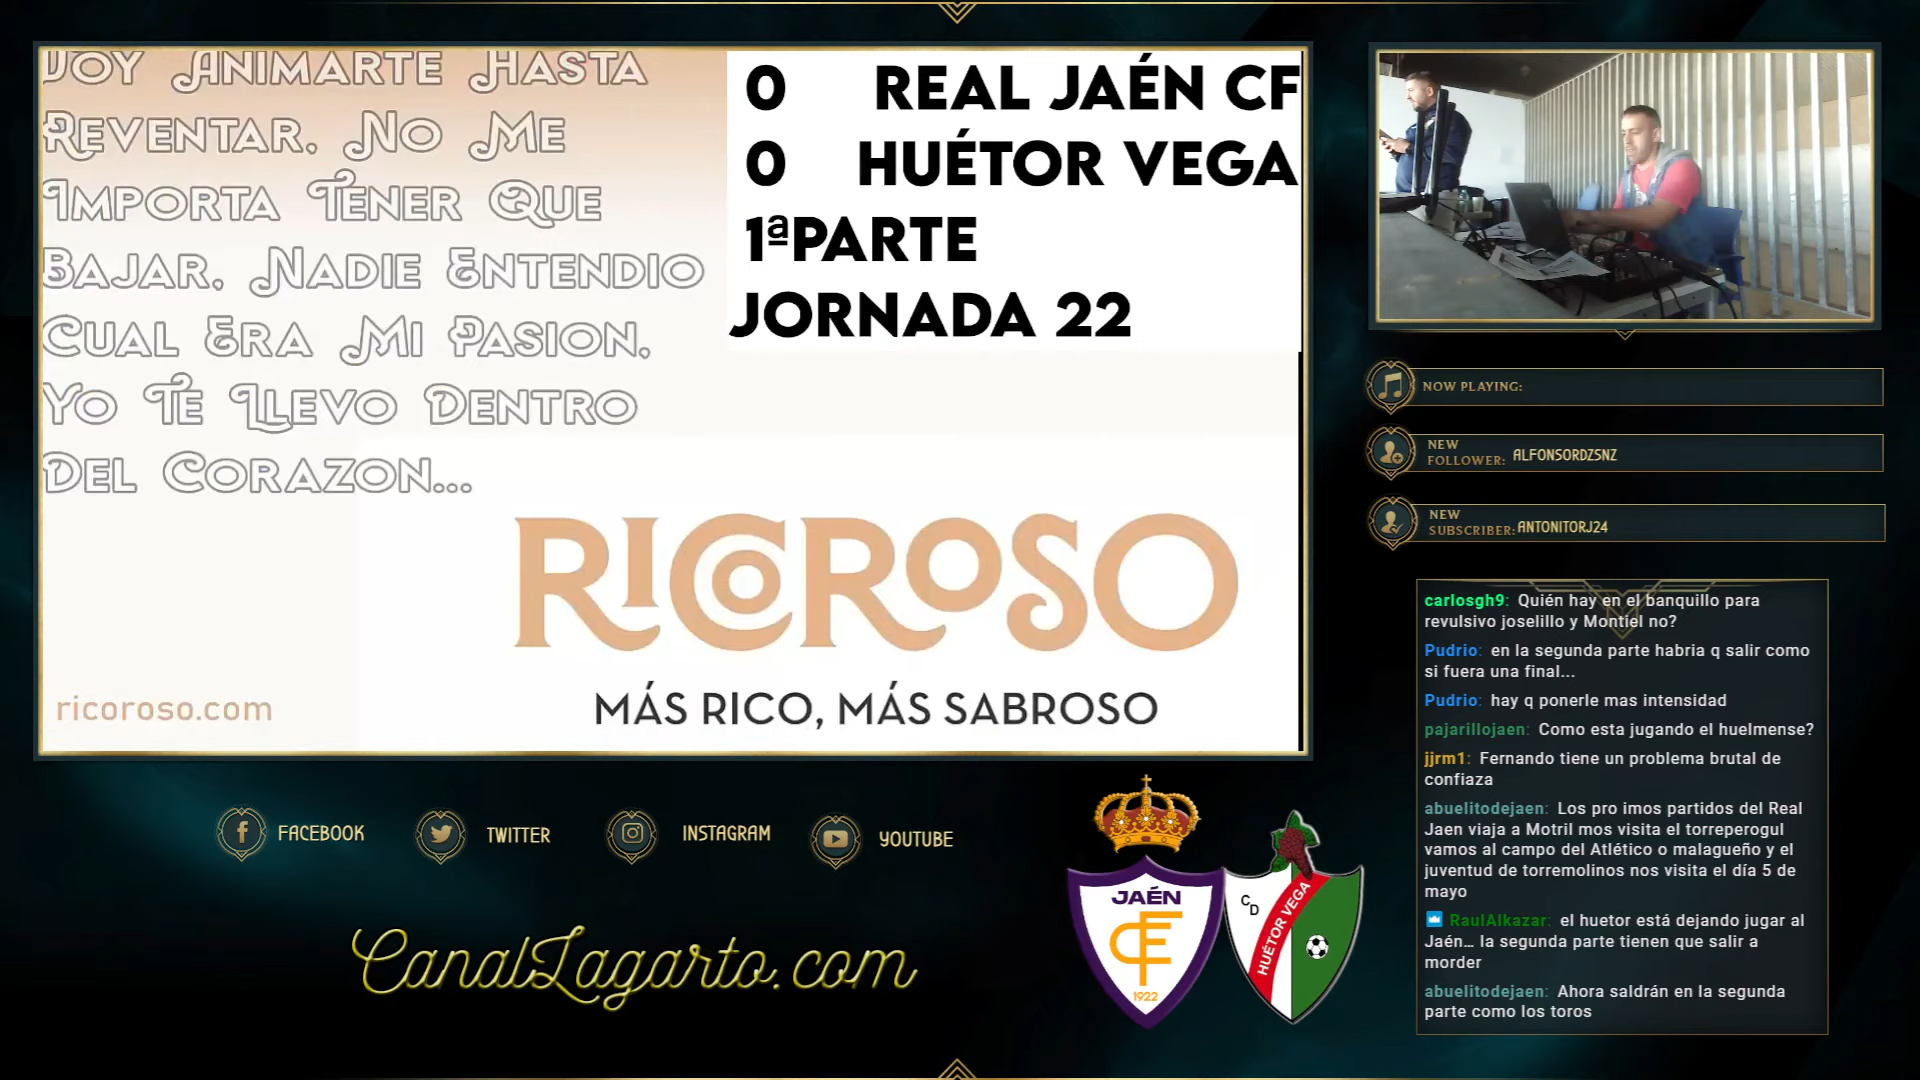 Voy Animarte Hasta
Reventar. No Me
Importa Tener Que
Bajar. Nadie Entendio
Cual Era Mi Pasion.
Yo Te Llevo Dentro
Del Corazon...
0 REAL JAÉN CF
0 HUÉTOR VEGA
1ªPARTE
JORNADA 22
RICOROSO
MÁS RICO, MÁS SABROSO
ricoroso.com
NOW PLAYING:
NEW
FOLLOWER: ALFONSORDZSNZ
NEW
SUBSCRIBER: ANTONITORJ24
carlosgh9: Quién hay en el banquillo para
revulsivo joselillo y Montiel no?
Pudrio: en la segunda parte habria q salir como
si fuera una final...
Pudrio: hay q ponerle mas intensidad
pajarillojaen: Como esta jugando el huelmense?
jjrm1: Fernando tiene un problema brutal de
confiaza
abuelitodejaen: Los pro imos partidos del Real
Jaen viaja a Motril mos visita el torreperogul
vamos al campo del Atlético o malagueño y el
juventud de torremolinos nos visita el día 5 de
mayo
RaulAlkazar: el huetor está dejando jugar al
Jaén... la segunda parte tienen que salir a
morder
abuelitodejaen: Ahora saldrán en la segunda
parte como los toros
FACEBOOK
TWITTER
INSTAGRAM
YOUTUBE
CanalLagarto.com
JAÉN
CF
1922
CD
HUÉTOR VEGA